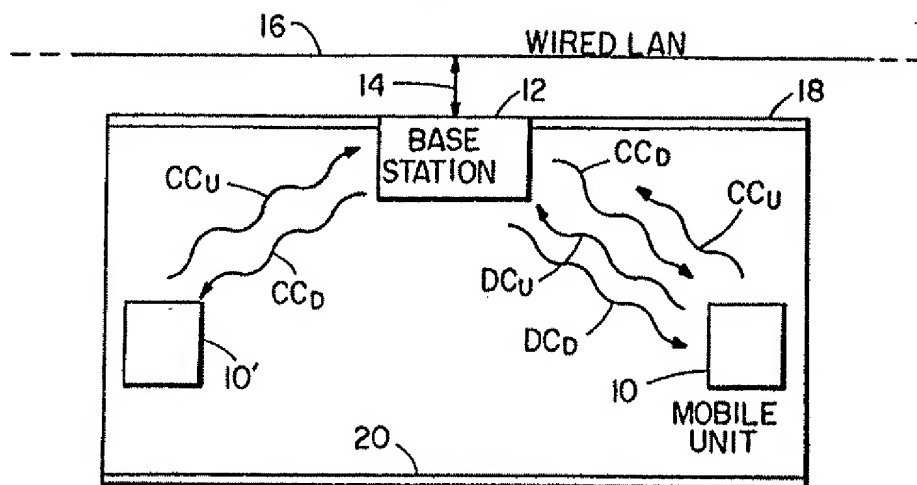 16
WIRED LAN
14
12
18
BASE
STATION
CCU
CCD
CCD
CCU
DCU
DCD
10'
10
MOBILE
UNIT
20